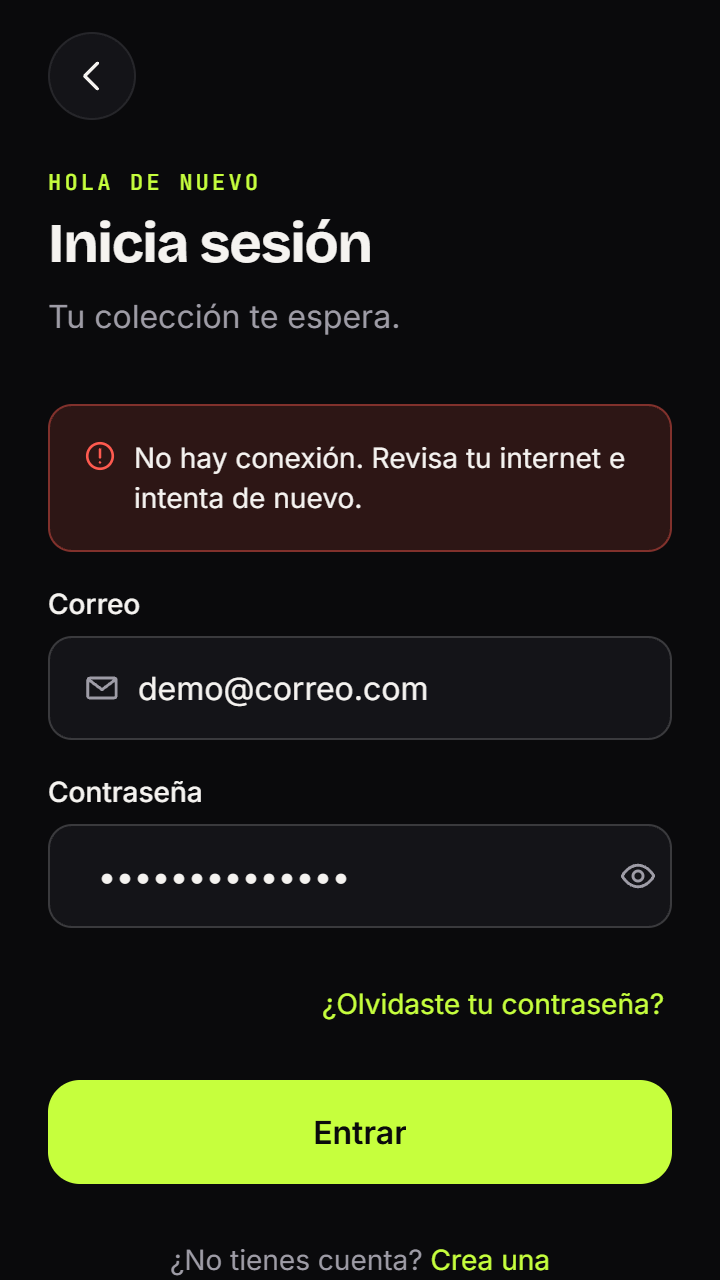 HOLA DE NUEVO
Inicia sesión
Tu colección te espera.
No hay conexión. Revisa tu internet e
intenta de nuevo.
Correo
demo@correo.com
Contraseña
••••••••••••••
¿Olvidaste tu contraseña?
Entrar
¿No tienes cuenta? Crea una